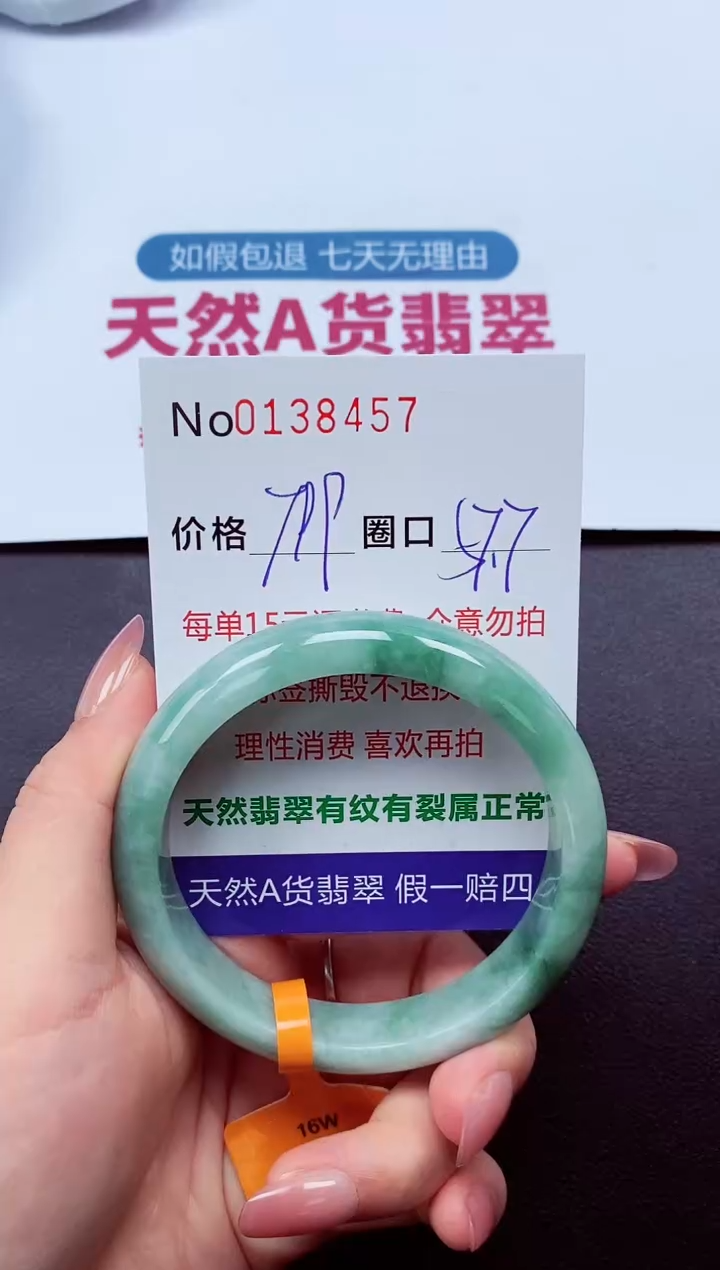 如假包退 七天无理由
天然A货翡翠
No0138457
价格 圈口 57
每单15 介意勿拍
签撕毁不退换
理性消费 喜欢再拍
天然翡翠有纹有裂属正常
天然A货翡翠 假一赔四
16W